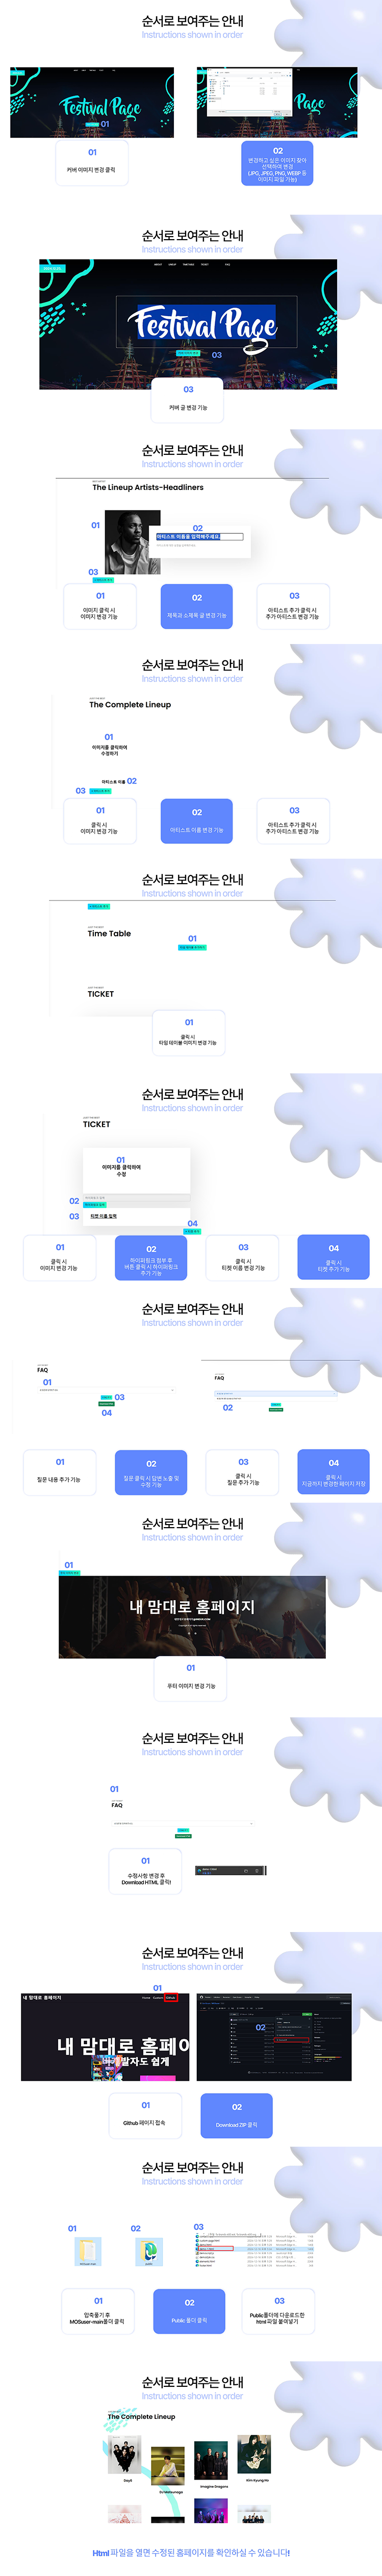 순서로 보여주는 안내
Instructions shown in order
Festival Page
Festival Page
01
01
커버 이미지 변경 클릭
02
변경하고 싶은 이미지 찾아
선택하여 변경
(JPG, JPEG, PNG, WEBP 등
이미지 파일 가능)
순서로 보여주는 안내
Instructions shown in order
Festival Page
03
03
커버 글 변경 기능
순서로 보여주는 안내
Instructions shown in order
The Lineup Artists-Headliners
01
02
아티스트 이름을 입력해주세요.
03
01
이미지 클릭 시
이미지 변경 기능
02
제목과 소제목 글 변경 기능
03
아티스트 추가 클릭 시
추가 아티스트 변경 기능
순서로 보여주는 안내
Instructions shown in order
The Complete Lineup
01
이미지를 클릭하여
수정하기
아티스트 이름 02
03
01
클릭 시
이미지 변경 기능
02
아티스트 이름 변경 기능
03
아티스트 추가 클릭 시
추가 아티스트 변경 기능
순서로 보여주는 안내
Instructions shown in order
Time Table
01
TICKET
01
클릭 시
타임 테이블 이미지 변경 기능
순서로 보여주는 안내
Instructions shown in order
TICKET
01
이미지를 클릭하여
수정
02
03
티켓 이름 입력
04
01
클릭 시
이미지 변경 기능
02
하이퍼링크 첨부 후
버튼 클릭 시 하이퍼링크
추가 기능
03
클릭 시
티켓 이름 변경 기능
04
클릭 시
티켓 추가 기능
순서로 보여주는 안내
Instructions shown in order
FAQ
01
03
04
FAQ
02
01
질문 내용 추가 기능
02
질문 클릭 시 답변 노출 및
수정 기능
03
클릭 시
질문 추가 기능
04
클릭 시
지금까지 변경한 페이지 저장
순서로 보여주는 안내
Instructions shown in order
01
내 맘대로 홈페이지
01
푸터 이미지 변경 기능
순서로 보여주는 안내
Instructions shown in order
01
FAQ
01
수정사항 변경 후
Download HTML 클릭!
순서로 보여주는 안내
Instructions shown in order
01
내 맘대로 홈페이지
Github
내 맘대로 홈페이
비개발자도 쉽게
02
01
Github 페이지 접속
02
Download ZIP 클릭
순서로 보여주는 안내
Instructions shown in order
01
02
03
01
압축풀기 후
MOSuser-main폴더 클릭
02
Public 폴더 클릭
03
Public폴더에 다운로드한
html 파일 붙여넣기
순서로 보여주는 안내
Instructions shown in order
The Complete Lineup
Day6
Imagine Dragons
Kim Kyung Ho
Html 파일을 열면 수정된 홈페이지를 확인하실 수 있습니다!